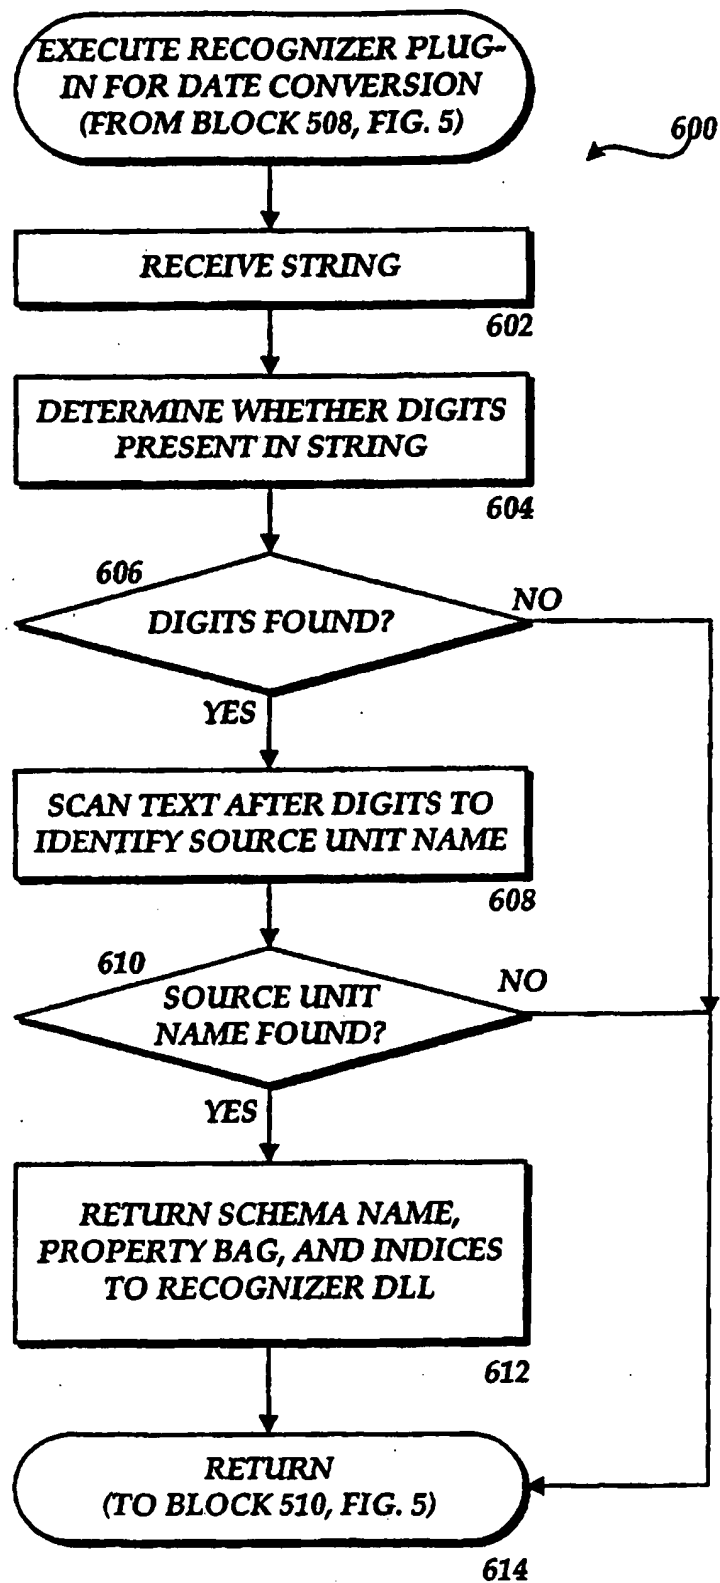 EXECUTE RECOGNIZER PLUG-
IN FOR DATE CONVERSION
(FROM BLOCK 508, FIG. 5)
600
RECEIVE STRING
602
DETERMINE WHETHER DIGITS
PRESENT IN STRING
604
606
DIGITS FOUND?
NO
YES
SCAN TEXT AFTER DIGITS TO
IDENTIFY SOURCE UNIT NAME
608
610
SOURCE UNIT
NAME FOUND?
NO
YES
RETURN SCHEMA NAME,
PROPERTY BAG, AND INDICES
TO RECOGNIZER DLL
612
RETURN
(TO BLOCK 510, FIG. 5)
614